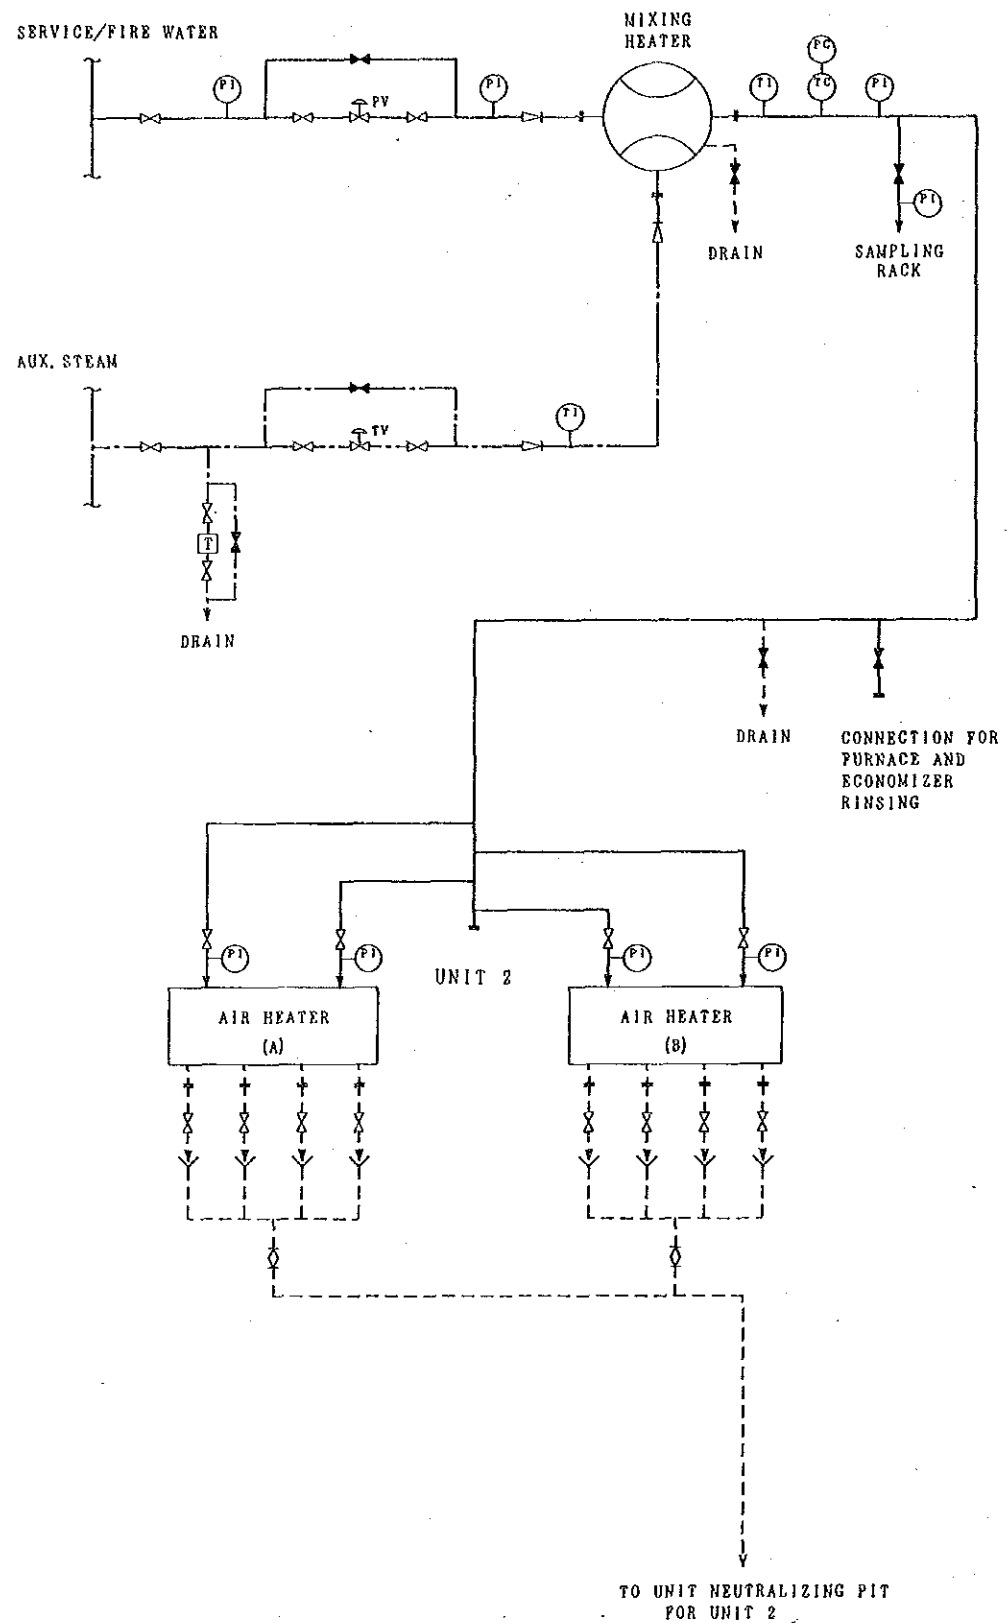 SERVICE/FIRE WATER
MIXING
HEATER
PI
PV
PI
TI
PC
TC
PI
PI
DRAIN
SAMPLING
RACK
AUX. STEAM
TV
TI
T
DRAIN
DRAIN
CONNECTION FOR
FURNACE AND
ECONOMIZER
RINSING
PI
PI
PI
PI
UNIT 2
AIR HEATER
(A)
AIR HEATER
(B)
TO UNIT NEUTRALIZING PIT
FOR UNIT 2